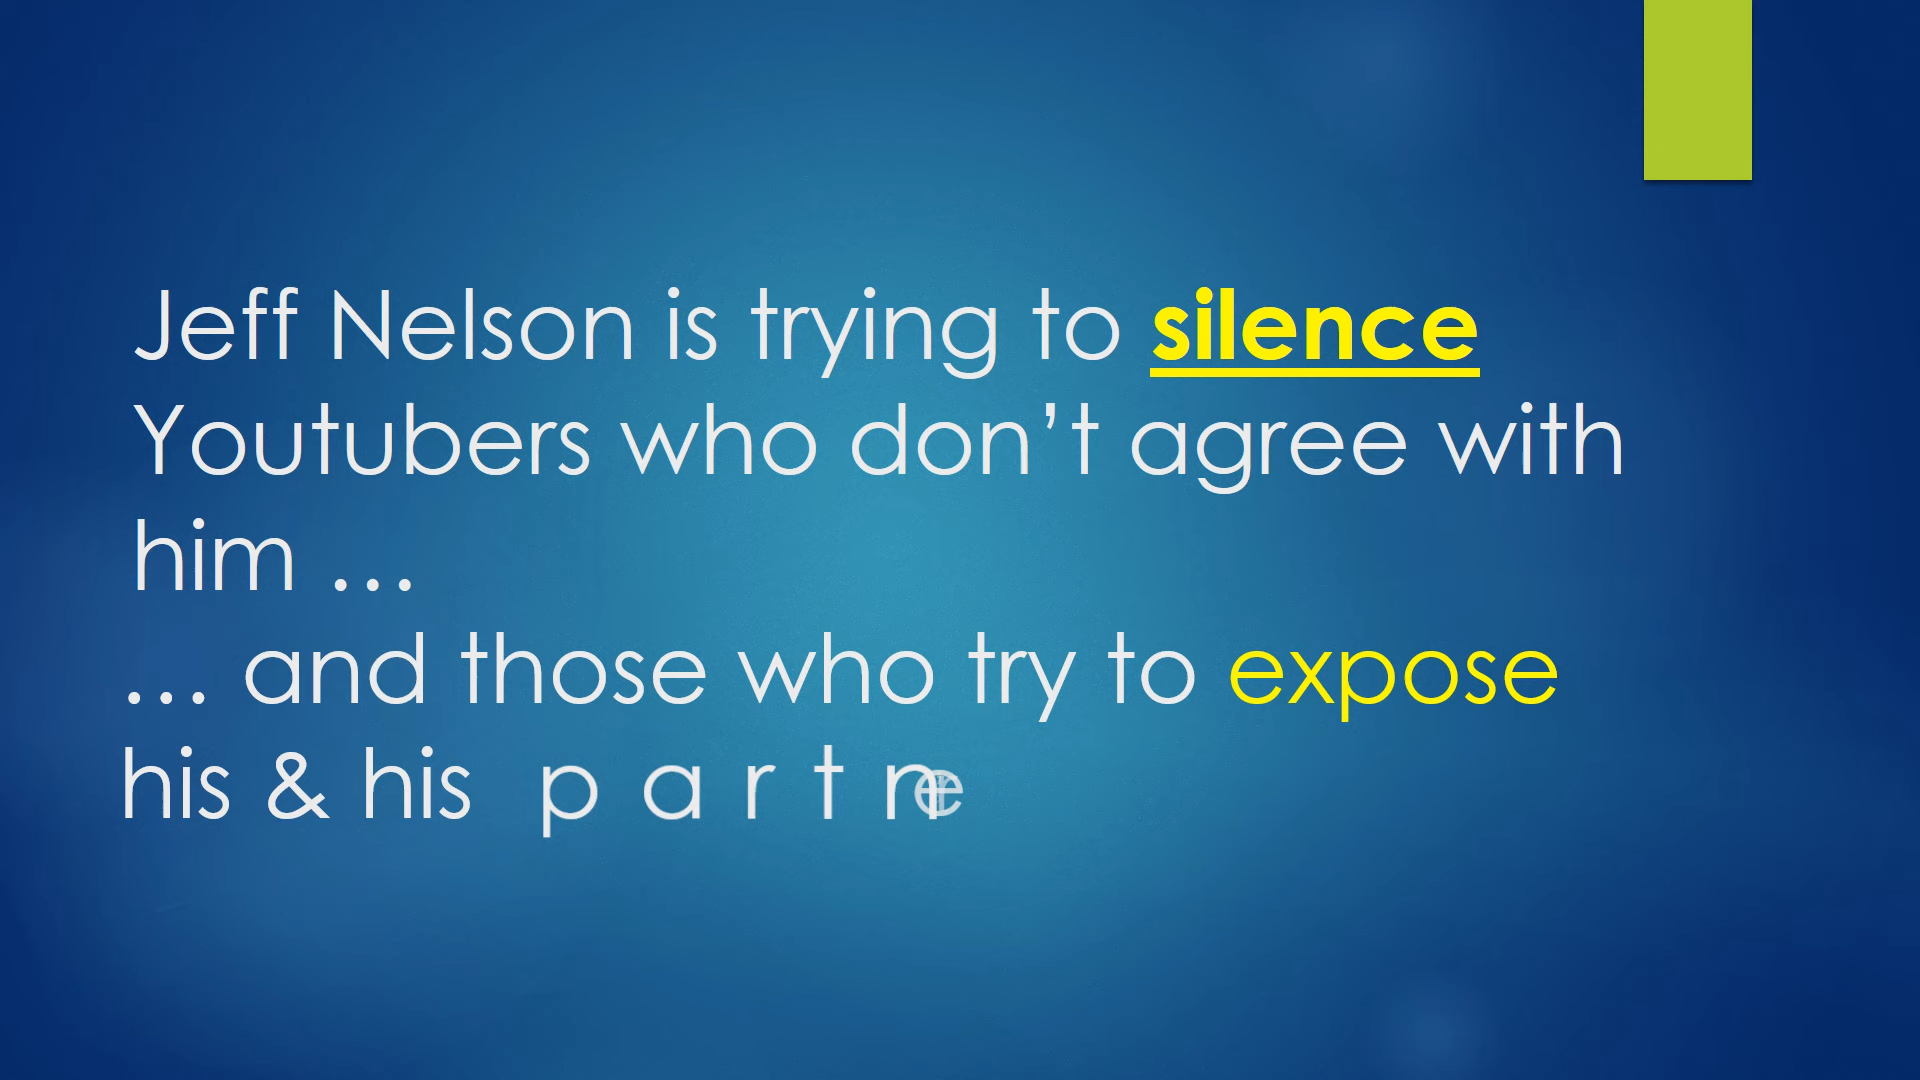 Jeff Nelson is trying to silence
Youtubers who don’t agree with
him …
… and those who try to expose
his & his p a r t n